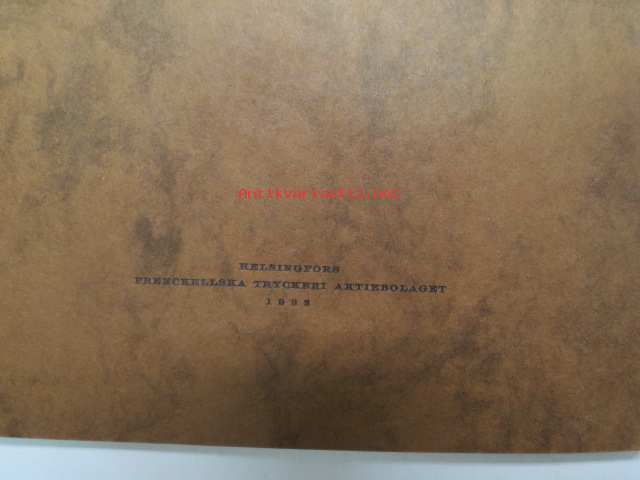 Antikvariaatti.net
HELSINGFORS
FRENCKELLSKA TRYCKERI AKTIEBOLAGET